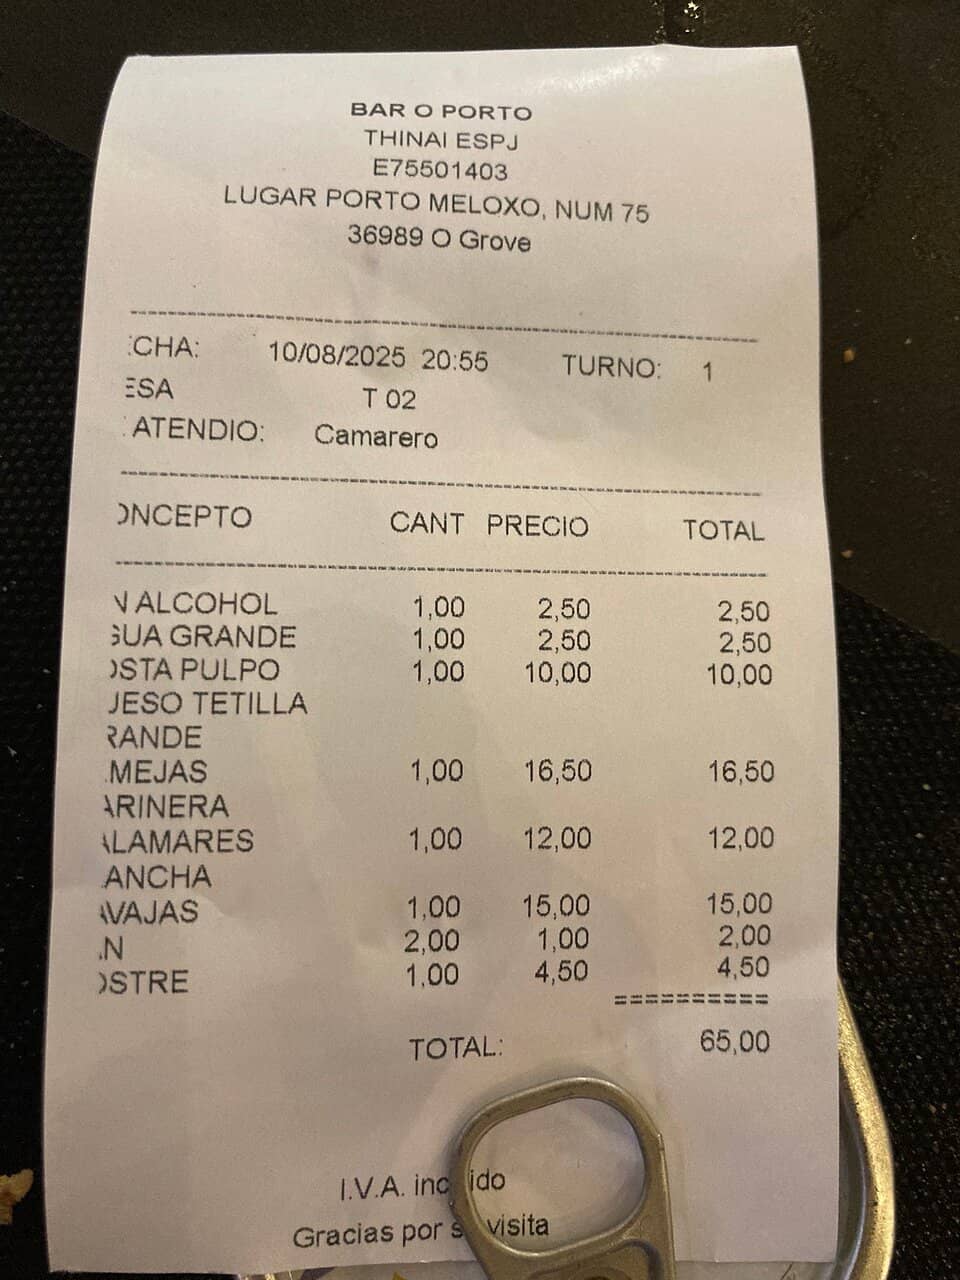 BAR O PORTO
THINAI ESPJ
E75501403
LUGAR PORTO MELOXO, NUM 75
36989 O Grove
CHA: 10/08/2025 20:55 TURNO: 1
ESA T 02
ATENDIO: Camarero
ONCEPTO CANT PRECIO TOTAL
N ALCOHOL 1,00 2,50 2,50
GUA GRANDE 1,00 2,50 2,50
OSTA PULPO 1,00 10,00 10,00
UESO TETILLA
RANDE
MEJAS 1,00 16,50 16,50
ARINERA
ALAMARES 1,00 12,00 12,00
ANCHA
AVAJAS 1,00 15,00 15,00
N 2,00 1,00 2,00
OSTRE 1,00 4,50 4,50
==========
TOTAL: 65,00
I.V.A. inc ido
Gracias por s visita